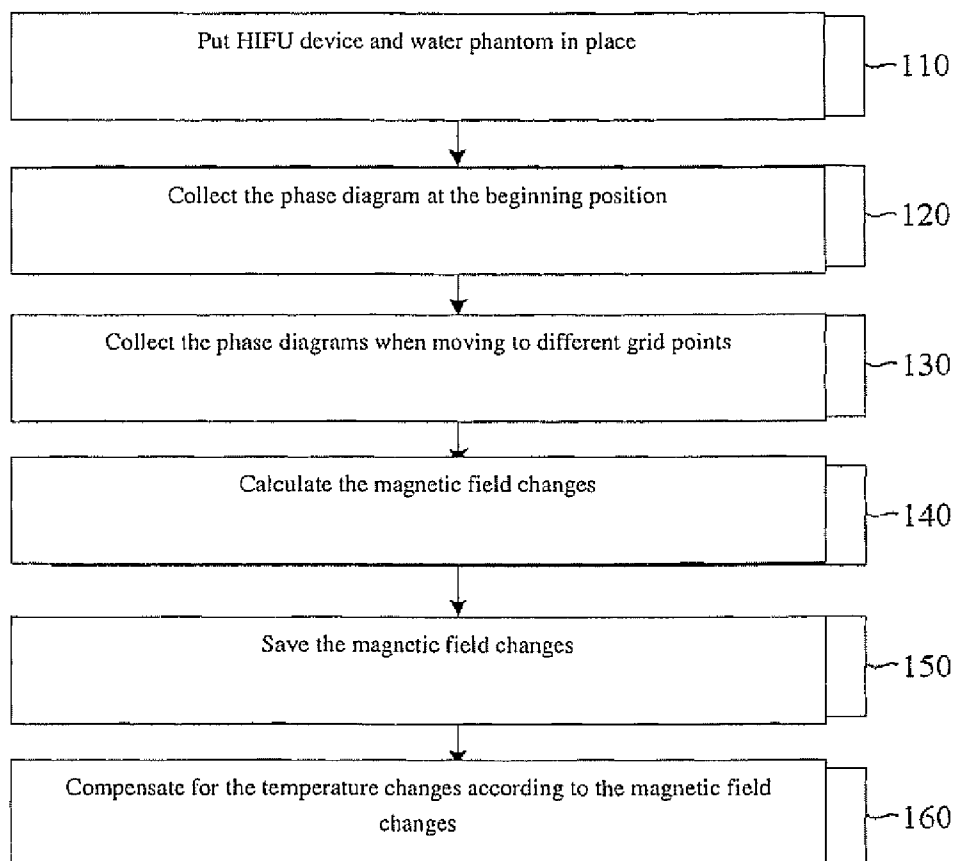 Put HIFU device and water phantom in place
110
Collect the phase diagram at the beginning position
120
Collect the phase diagrams when moving to different grid points
130
Calculate the magnetic field changes
140
Save the magnetic field changes
150
Compensate for the temperature changes according to the magnetic field
changes
160